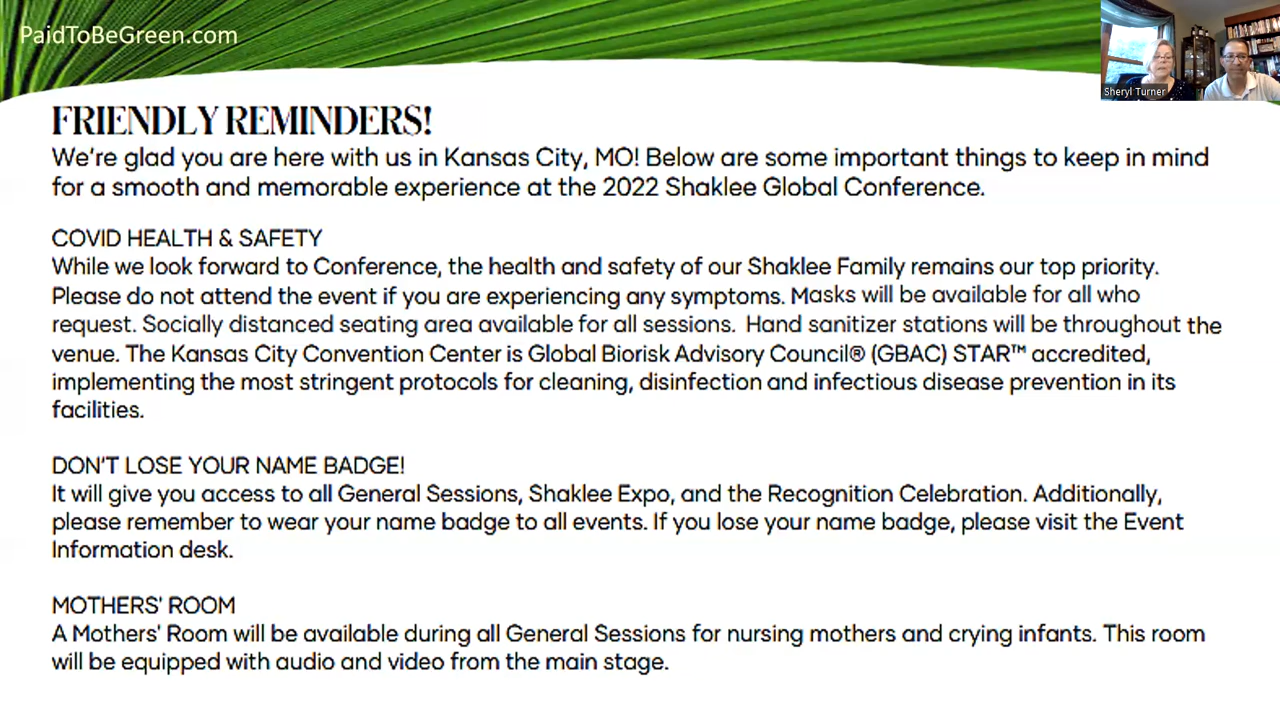 PaidToBeGreen.com
Sheryl Turner
FRIENDLY REMINDERS!
We're glad you are here with us in Kansas City, MO! Below are some important things to keep in mind
for a smooth and memorable experience at the 2022 Shaklee Global Conference.
COVID HEALTH & SAFETY
While we look forward to Conference, the health and safety of our Shaklee Family remains our top priority.
Please do not attend the event if you are experiencing any symptoms. Masks will be available for all who
request. Socially distanced seating area available for all sessions. Hand sanitizer stations will be throughout the
venue. The Kansas City Convention Center is Global Biorisk Advisory Council® (GBAC) STAR™ accredited,
implementing the most stringent protocols for cleaning, disinfection and infectious disease prevention in its
facilities.
DON'T LOSE YOUR NAME BADGE!
It will give you access to all General Sessions, Shaklee Expo, and the Recognition Celebration. Additionally,
please remember to wear your name badge to all events. If you lose your name badge, please visit the Event
Information desk.
MOTHERS' ROOM
A Mothers' Room will be available during all General Sessions for nursing mothers and crying infants. This room
will be equipped with audio and video from the main stage.